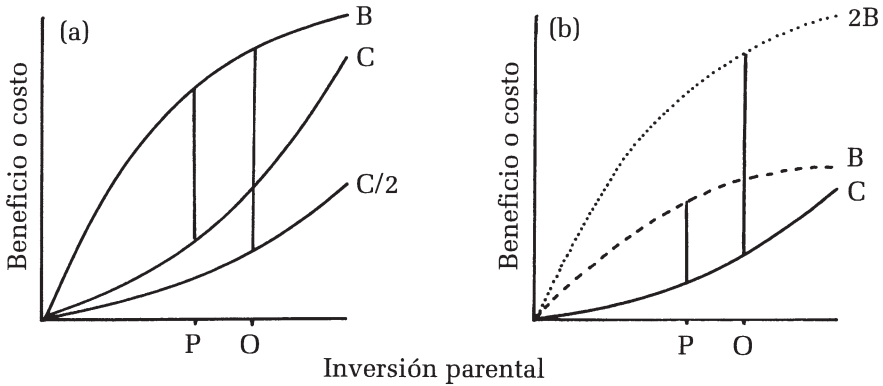 (a)
B
C
C/2
Beneficio o costo
P O
(b)
2B
B
C
Beneficio o costo
P O
Inversión parental